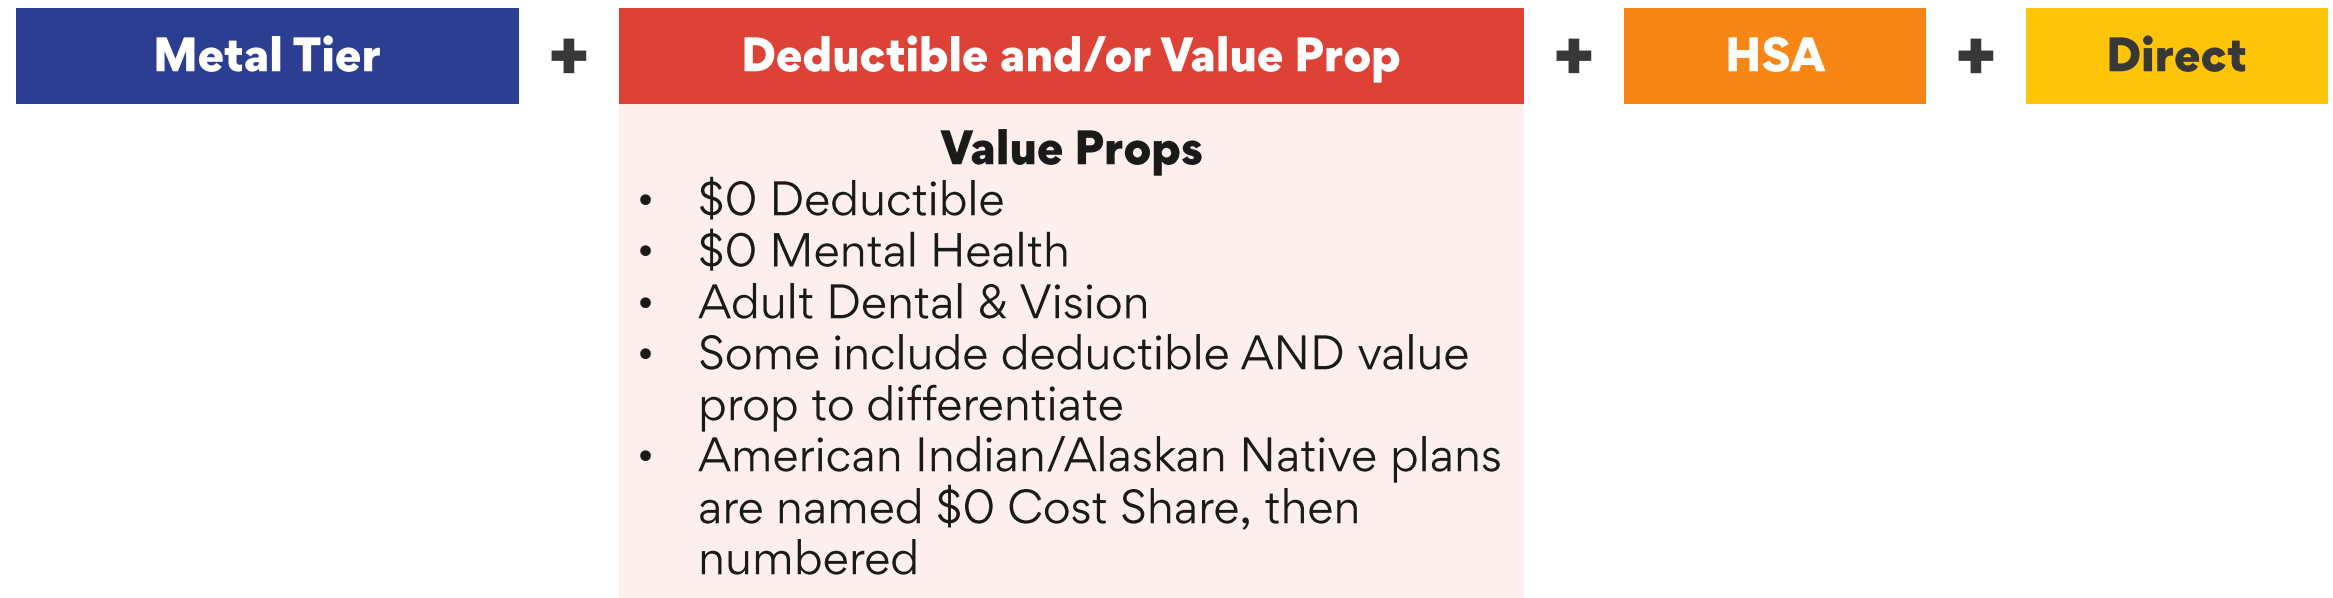 Metal Tier + Deductible and/or Value Prop + HSA + Direct
Value Props
• $0 Deductible
• $0 Mental Health
• Adult Dental & Vision
• Some include deductible AND value
prop to differentiate
• American Indian/Alaskan Native plans
are named $0 Cost Share, then
numbered